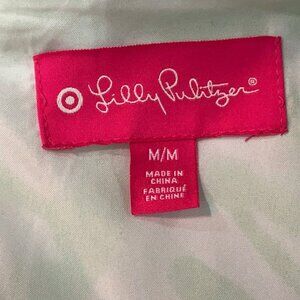 Lilly Pulitzer®
M/M
MADE IN
CHINA
FABRIQUÉ
EN CHINE